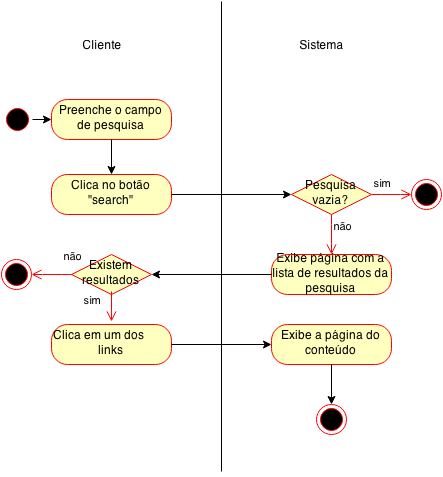 Cliente
Sistema
Preenche o campo
de pesquisa
Clica no botão
"search"
Pesquisa
vazia?
sim
não
Exibe página com a
lista de resultados da
pesquisa
não
Existem
resultados
sim
Clica em um dos
links
Exibe a página do
conteúdo